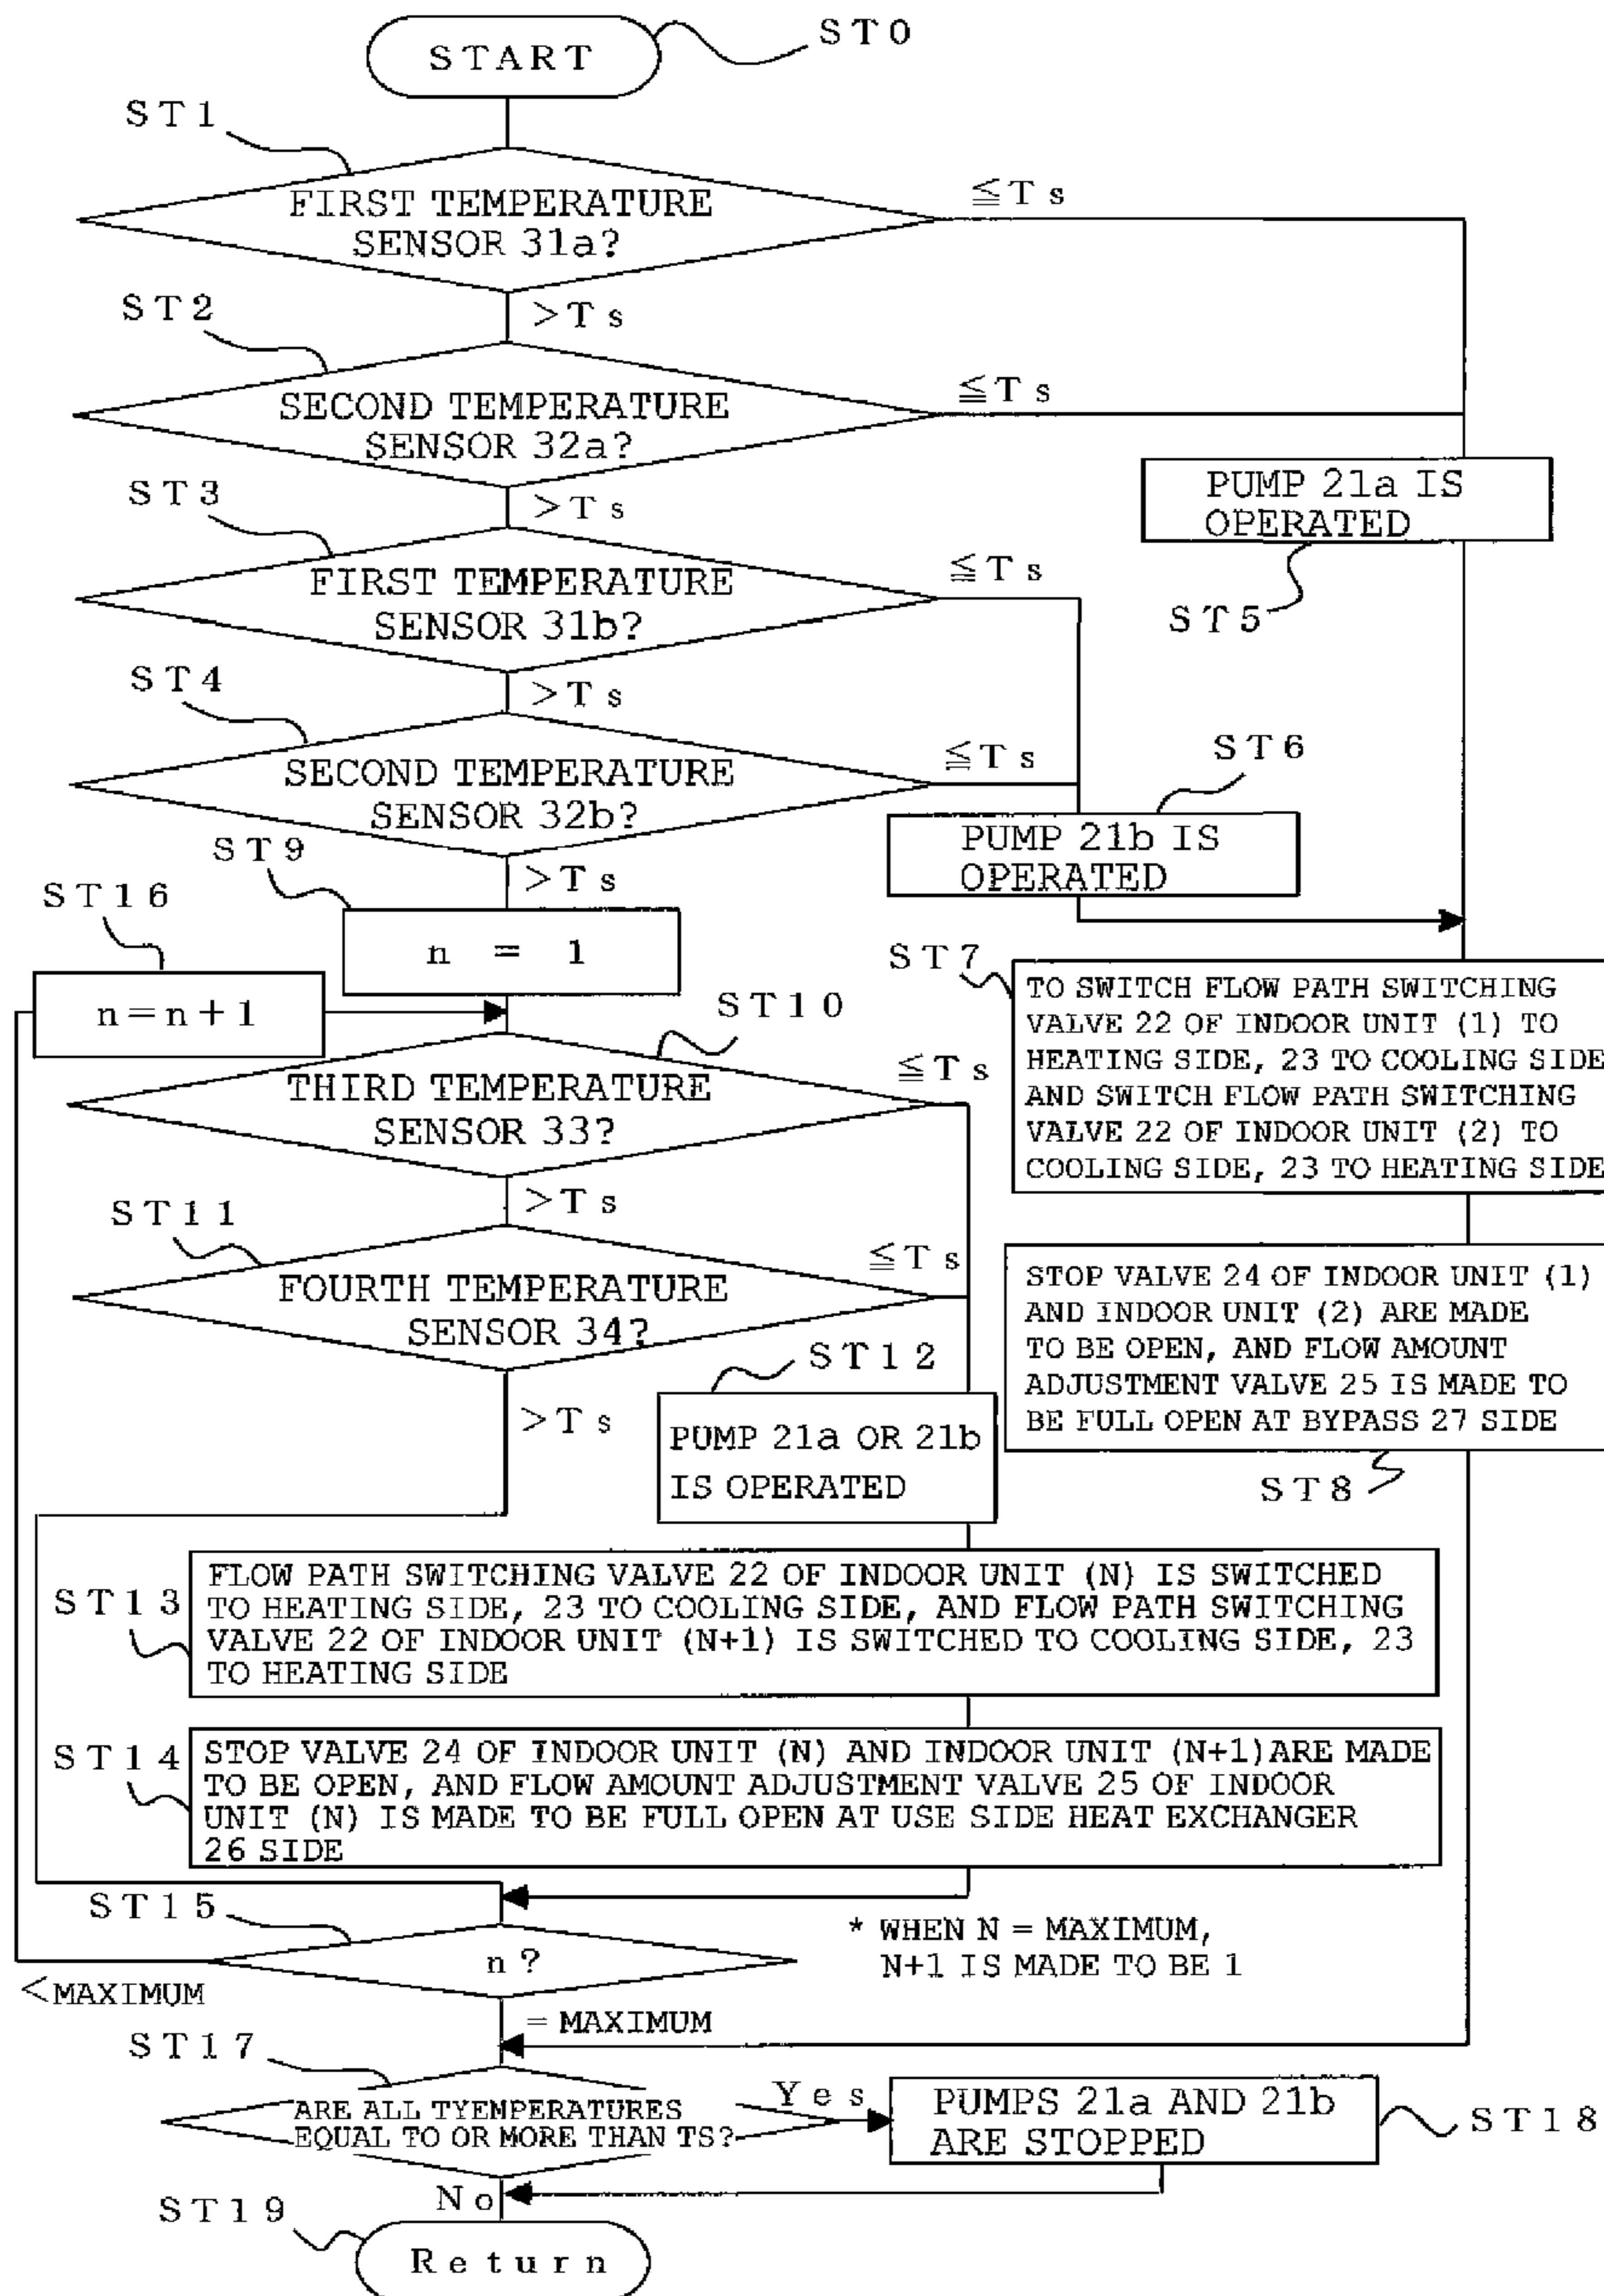 START
ST0
ST1
FIRST TEMPERATURE
SENSOR 31a?
≦Ts
>Ts
ST2
SECOND TEMPERATURE
SENSOR 32a?
≦Ts
>Ts
PUMP 21a IS
OPERATED
ST5
ST3
FIRST TEMPERATURE
SENSOR 31b?
≦Ts
>Ts
ST4
SECOND TEMPERATURE
SENSOR 32b?
≦Ts
>Ts
ST6
PUMP 21b IS
OPERATED
ST9
n = 1
ST16
n=n+1
ST7
TO SWITCH FLOW PATH SWITCHING
VALVE 22 OF INDOOR UNIT (1) TO
HEATING SIDE, 23 TO COOLING SIDE
AND SWITCH FLOW PATH SWITCHING
VALVE 22 OF INDOOR UNIT (2) TO
COOLING SIDE, 23 TO HEATING SIDE
ST10
THIRD TEMPERATURE
SENSOR 33?
≦Ts
>Ts
ST11
FOURTH TEMPERATURE
SENSOR 34?
≦Ts
>Ts
STOP VALVE 24 OF INDOOR UNIT (1)
AND INDOOR UNIT (2) ARE MADE
TO BE OPEN, AND FLOW AMOUNT
ADJUSTMENT VALVE 25 IS MADE TO
BE FULL OPEN AT BYPASS 27 SIDE
ST8
ST12
PUMP 21a OR 21b
IS OPERATED
ST13
FLOW PATH SWITCHING VALVE 22 OF INDOOR UNIT (N) IS SWITCHED
TO HEATING SIDE, 23 TO COOLING SIDE, AND FLOW PATH SWITCHING
VALVE 22 OF INDOOR UNIT (N+1) IS SWITCHED TO COOLING SIDE, 23
TO HEATING SIDE
ST14
STOP VALVE 24 OF INDOOR UNIT (N) AND INDOOR UNIT (N+1)ARE MADE
TO BE OPEN, AND FLOW AMOUNT ADJUSTMENT VALVE 25 OF INDOOR
UNIT (N) IS MADE TO BE FULL OPEN AT USE SIDE HEAT EXCHANGER
26 SIDE
ST15
n?
* WHEN N = MAXIMUM,
N+1 IS MADE TO BE 1
<MAXIMUM
= MAXIMUM
ST17
ARE ALL TYEMPERATURES
EQUAL TO OR MORE THAN TS?
Yes
PUMPS 21a AND 21b
ARE STOPPED
ST18
No
ST19
Return